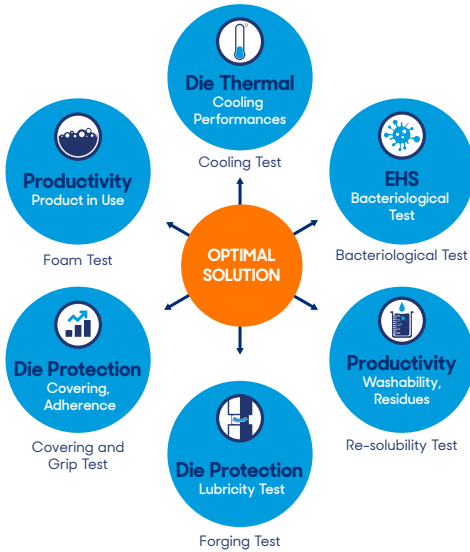 Die Thermal
Cooling
Performances
Cooling Test
Productivity
Product in Use
Foam Test
EHS
Bacteriological
Test
Bacteriological Test
OPTIMAL
SOLUTION
Die Protection
Covering,
Adherence
Covering and
Grip Test
Productivity
Washability,
Residues
Re-solubility Test
Die Protection
Lubricity Test
Forging Test